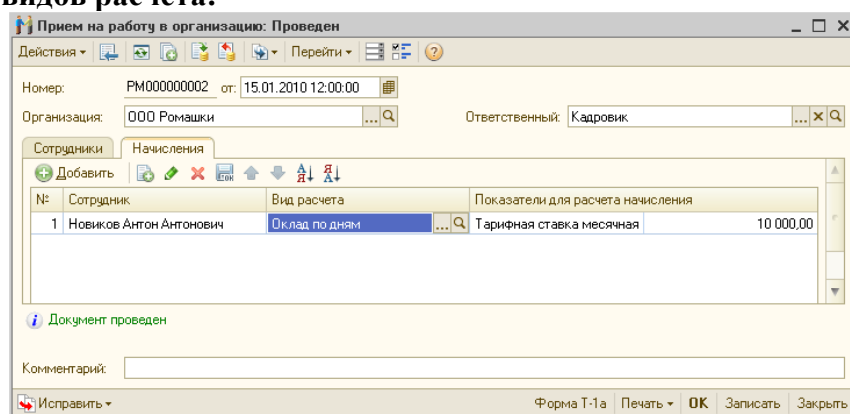 видов расчета.
Прием на работу в организацию: Проведен
Действия Перейти
Номер: РМ000000002 от: 15.01.2010 12:00:00
Организация: ООО Ромашки ... Ответственный: Кадровик ...
Сотрудники Начисления
Добавить
№ Сотрудник Вид расчета Показатели для расчета начисления
1 Новиков Антон Антонович Оклад по дням ... Тарифная ставка месячная 10 000,00
Документ проведен
Комментарий:
Исправить Форма Т-1а Печать OK Записать Закрыть